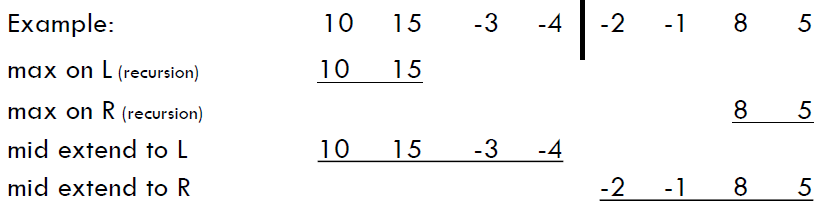 Example: 10 15 -3 -4 -2 -1 8 5
max on L (recursion) 10 15
max on R (recursion) 8 5
mid extend to L 10 15 -3 -4
mid extend to R -2 -1 8 5